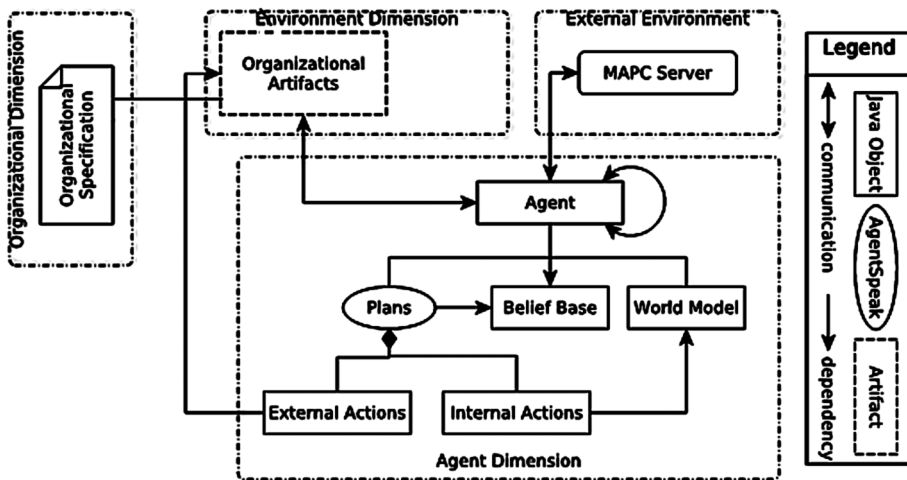 Organizational Dimension
Organizational
Specification
Environment Dimension
Organizational
Artifacts
External Environment
MAPC Server
Agent
Plans
Belief Base
World Model
External Actions
Internal Actions
Agent Dimension
Legend
communication
dependency
Java Object
AgentSpeak
Artifact